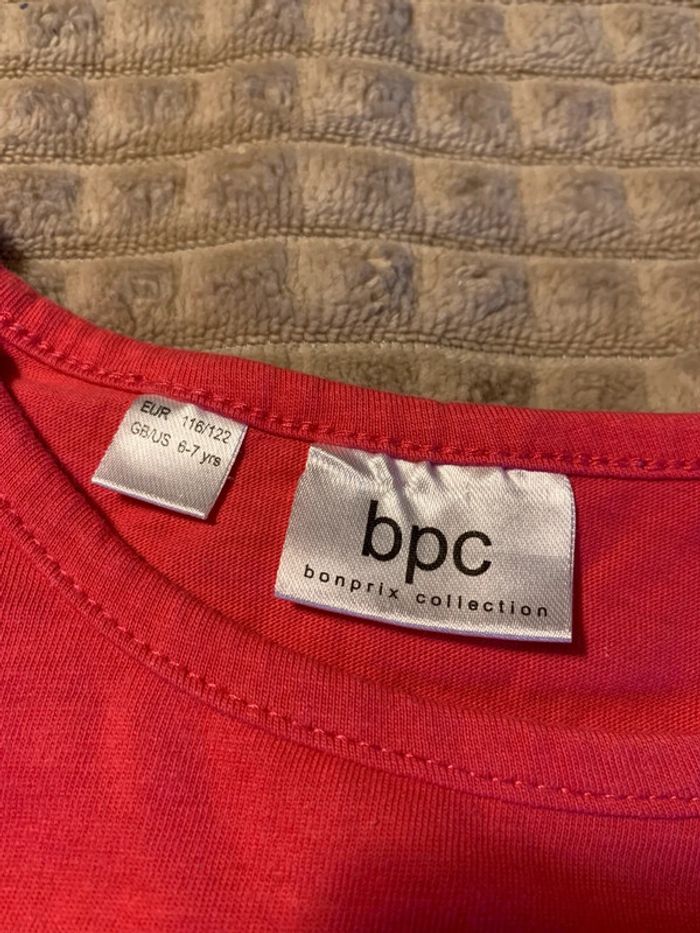 EUR 116/122
GB/US 6-7 yrs
bpc
bonprix collection